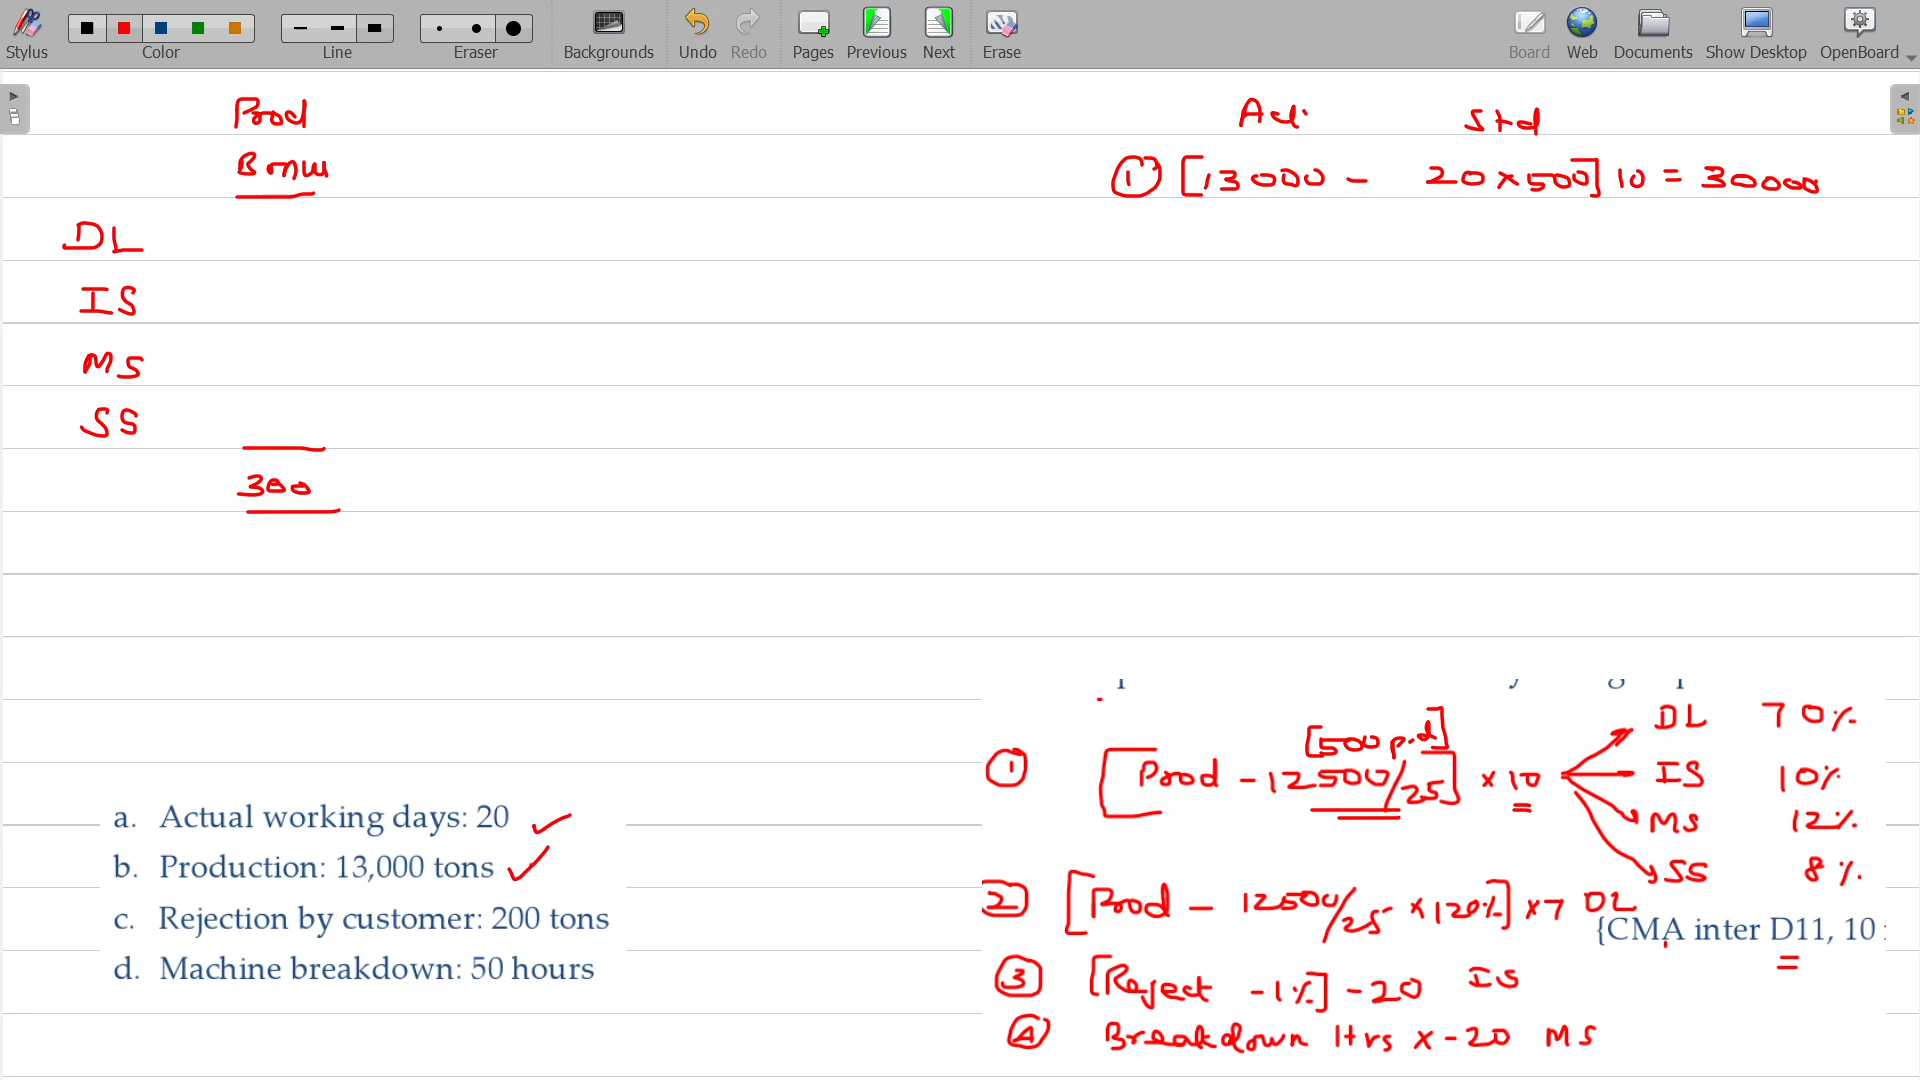 Stylus Color Line Eraser Backgrounds Undo Redo Pages Previous Next Erase Board Web Documents Show Desktop OpenBoard
Prod
Bonus
DL
IS
MS
SS
300
Act. Std
① [13000 - 20×500] 10 = 30000
a. Actual working days: 20
b. Production: 13,000 tons
c. Rejection by customer: 200 tons
d. Machine breakdown: 50 hours
[500 p.d]
① [Prod - 12500/25] × 10
DL 70%
IS 10%
MS 12%
SS 8%
② [Prod - 12500/25 × 120%] × 7 DL
{CMA inter D11, 10
③ [Reject - 1%] - 20 IS
④ Breakdown Hrs × - 20 MS